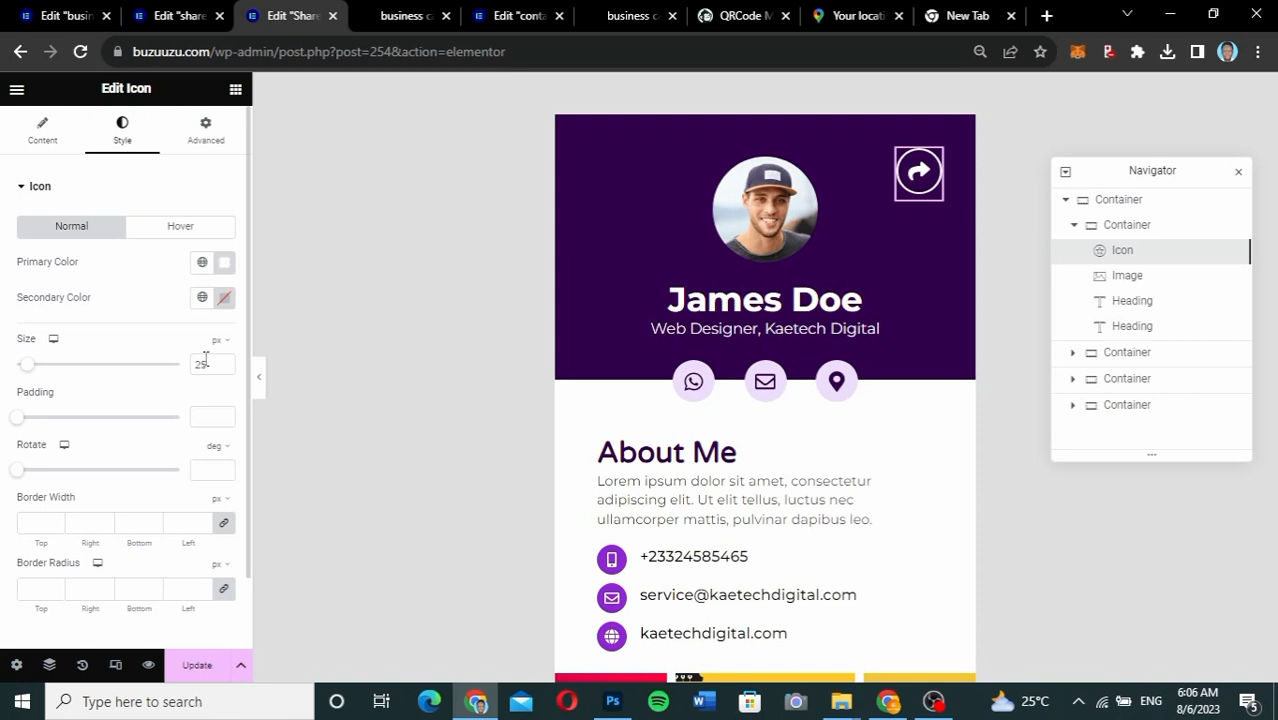 Edit "busin
Edit "share
Edit "Share
business c
Edit "conta
business c
QRCode M
Your locati
New Tab
buzuuzu.com/wp-admin/post.php?post=254&action=elementor
Edit Icon
Content
Style
Advanced
Icon
Normal
Hover
Primary Color
Secondary Color
Size
px
25
Padding
Rotate
deg
Border Width
px
Top
Right
Bottom
Left
Border Radius
px
Top
Right
Bottom
Left
Update
James Doe
Web Designer, Kaetech Digital
About Me
Lorem ipsum dolor sit amet, consectetur
adipiscing elit. Ut elit tellus, luctus nec
ullamcorper mattis, pulvinar dapibus leo.
+23324585465
service@kaetechdigital.com
kaetechdigital.com
Navigator
Container
Container
Icon
Image
Heading
Heading
Container
Container
Container
Type here to search
25°C
ENG
6:06 AM
8/6/2023
5